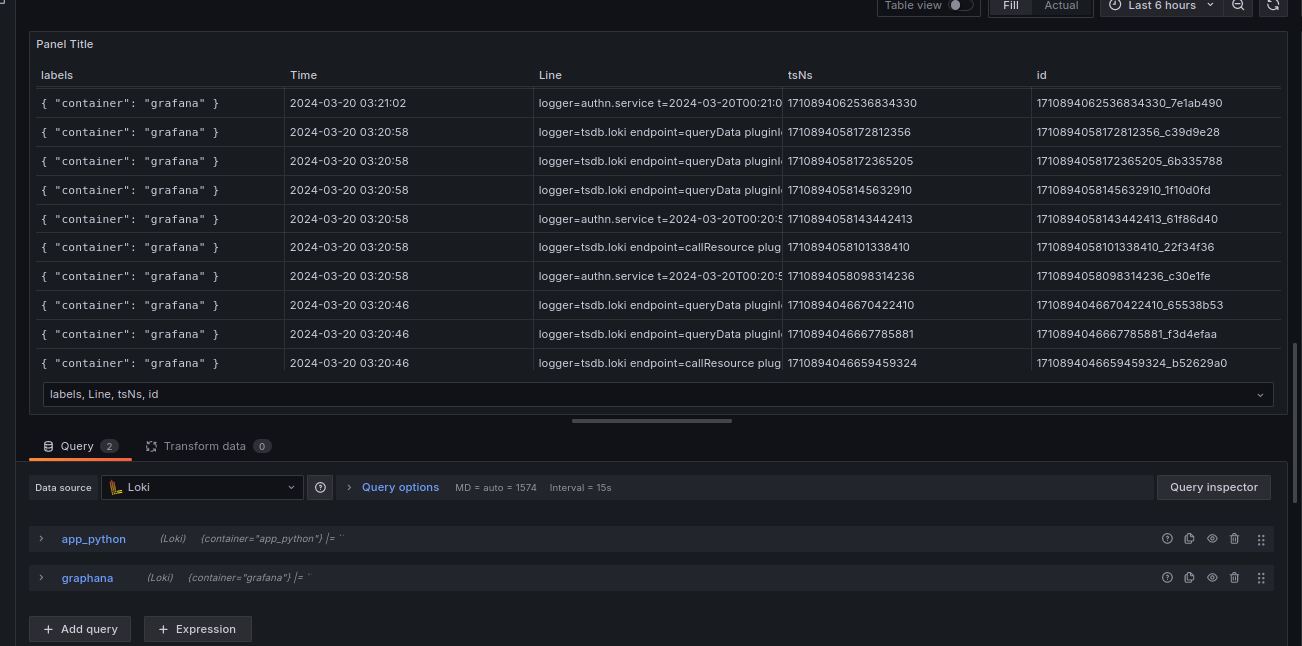 Table view Fill Actual Last 6 hours
Panel Title
labels Time Line tsNs id
{ "container": "grafana" } 2024-03-20 03:21:02 logger=authn.service t=2024-03-20T00:21:0 1710894062536834330 1710894062536834330_7e1ab490
{ "container": "grafana" } 2024-03-20 03:20:58 logger=tsdb.loki endpoint=queryData pluginI 1710894058172812356 1710894058172812356_c39d9e28
{ "container": "grafana" } 2024-03-20 03:20:58 logger=tsdb.loki endpoint=queryData pluginI 1710894058172365205 1710894058172365205_6b335788
{ "container": "grafana" } 2024-03-20 03:20:58 logger=tsdb.loki endpoint=queryData pluginI 1710894058145632910 1710894058145632910_1f10d0fd
{ "container": "grafana" } 2024-03-20 03:20:58 logger=authn.service t=2024-03-20T00:20:5 1710894058143442413 1710894058143442413_61f86d40
{ "container": "grafana" } 2024-03-20 03:20:58 logger=tsdb.loki endpoint=callResource plug 1710894058101338410 1710894058101338410_22f34f36
{ "container": "grafana" } 2024-03-20 03:20:58 logger=authn.service t=2024-03-20T00:20:5 1710894058098314236 1710894058098314236_c30e1fe
{ "container": "grafana" } 2024-03-20 03:20:46 logger=tsdb.loki endpoint=queryData pluginI 1710894046670422410 1710894046670422410_65538b53
{ "container": "grafana" } 2024-03-20 03:20:46 logger=tsdb.loki endpoint=queryData pluginI 1710894046667785881 1710894046667785881_f3d4efaa
{ "container": "grafana" } 2024-03-20 03:20:46 logger=tsdb.loki endpoint=callResource plug 1710894046659459324 1710894046659459324_b52629a0
labels, Line, tsNs, id
Query 2 Transform data 0
Data source Loki Query options MD = auto = 1574 Interval = 15s Query inspector
app_python (Loki) {container="app_python"} |= ``
graphana (Loki) {container="grafana"} |= ``
+ Add query + Expression